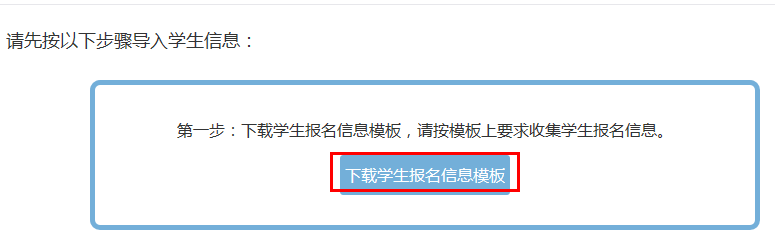 请先按以下步骤导入学生信息：
第一步：下载学生报名信息模板，请按模板上要求收集学生报名信息。
下载学生报名信息模板